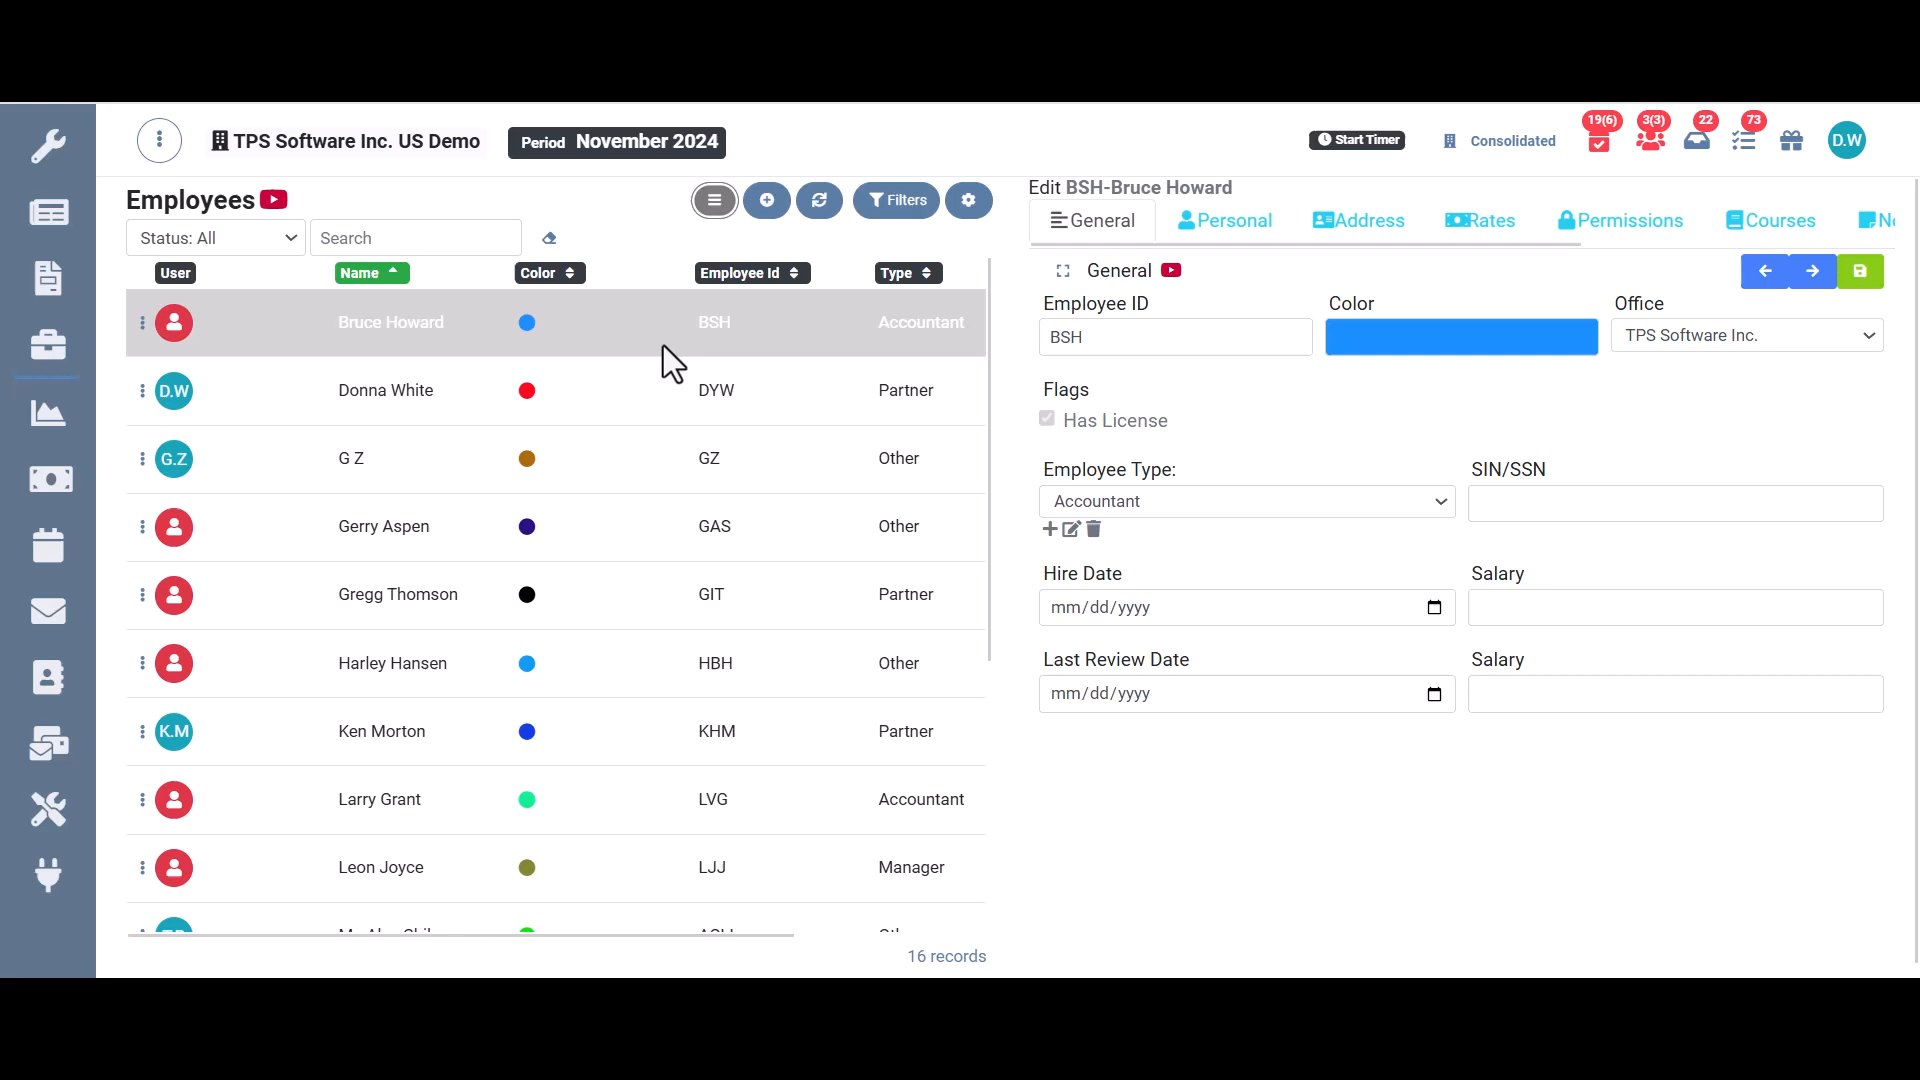 TPS Software Inc. US Demo
Period November 2024
Start Timer
Consolidated
19(6)
3(3)
22
73
D.W
Employees
Filters
Status: All
Search
User Name Color Employee Id Type
Bruce Howard BSH Accountant
D.W Donna White DYW Partner
G.Z G Z GZ Other
Gerry Aspen GAS Other
Gregg Thomson GIT Partner
Harley Hansen HBH Other
K.M Ken Morton KHM Partner
Larry Grant LVG Accountant
Leon Joyce LJJ Manager
16 records
Edit BSH-Bruce Howard
General Personal Address Rates Permissions Courses
General
Employee ID Color Office
BSH TPS Software Inc.
Flags
Has License
Employee Type: SIN/SSN
Accountant
Hire Date Salary
mm/dd/yyyy
Last Review Date Salary
mm/dd/yyyy